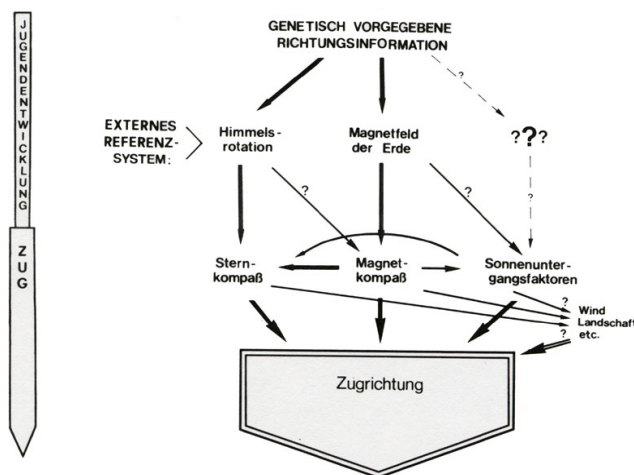 JUGENDENTWICKLUNG
ZUG
GENETISCH VORGEGEBENE
RICHTUNGSINFORMATION
?
EXTERNES
REFERENZ-
SYSTEM:
Himmels-
rotation
Magnetfeld
der Erde
???
?
?
?
Stern-
kompaß
Magnet-
kompaß
Sonnenunter-
gangsfaktoren
?
Wind
Landschaft
etc.
?
Zugrichtung